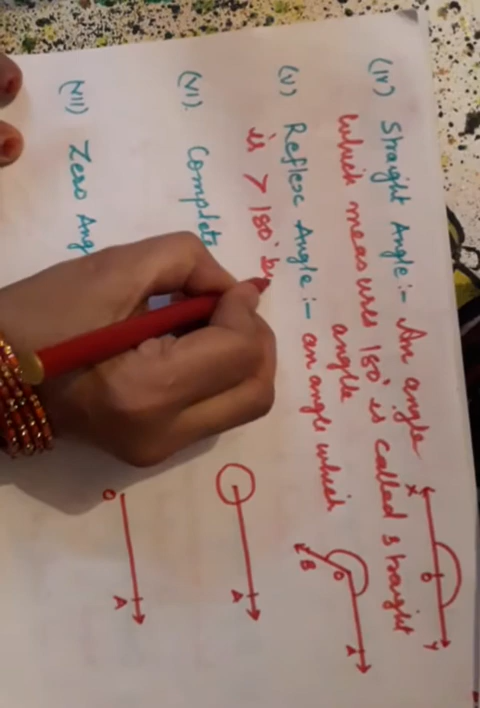 (IV) Straight Angle:- An angle
which measures 180° is called straight
angle
X O Y
(V) Reflex Angle:- an angle which
is > 180°
B O A
(VI). Complete
A
(VII) Zero Ang
O A